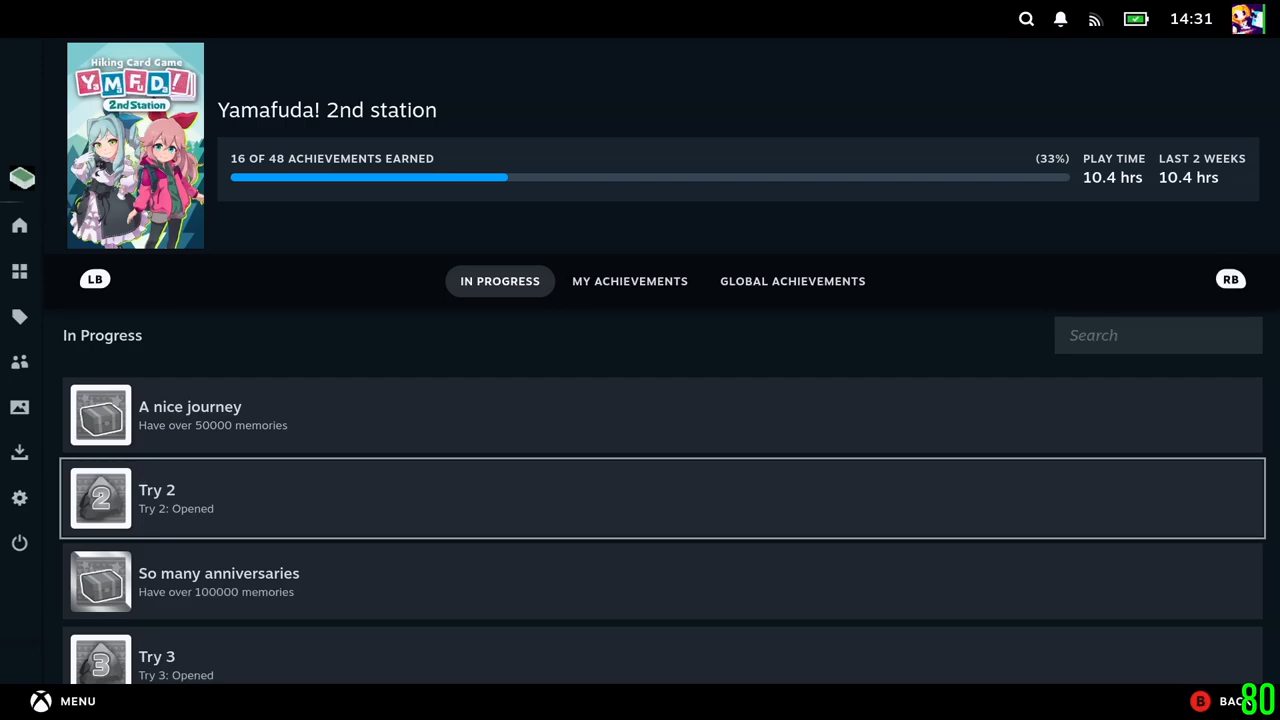 14:31
Hiking Card Game
YAMAFUDA!
2nd Station
Yamafuda! 2nd station
16 OF 48 ACHIEVEMENTS EARNED
(33%)
PLAY TIME
LAST 2 WEEKS
10.4 hrs
10.4 hrs
LB
IN PROGRESS
MY ACHIEVEMENTS
GLOBAL ACHIEVEMENTS
RB
In Progress
Search
A nice journey
Have over 50000 memories
2
Try 2
Try 2: Opened
So many anniversaries
Have over 100000 memories
3
Try 3
Try 3: Opened
MENU
B
BAC
80